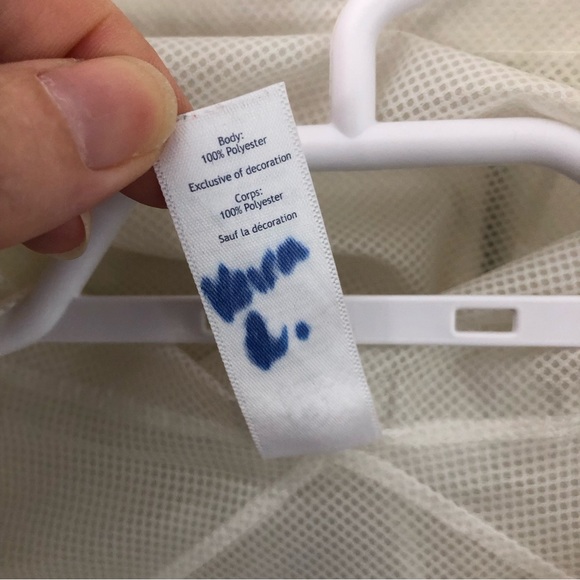 Body:
100% Polyester
Exclusive of decoration
Corps:
100% Polyester
Sauf la décoration